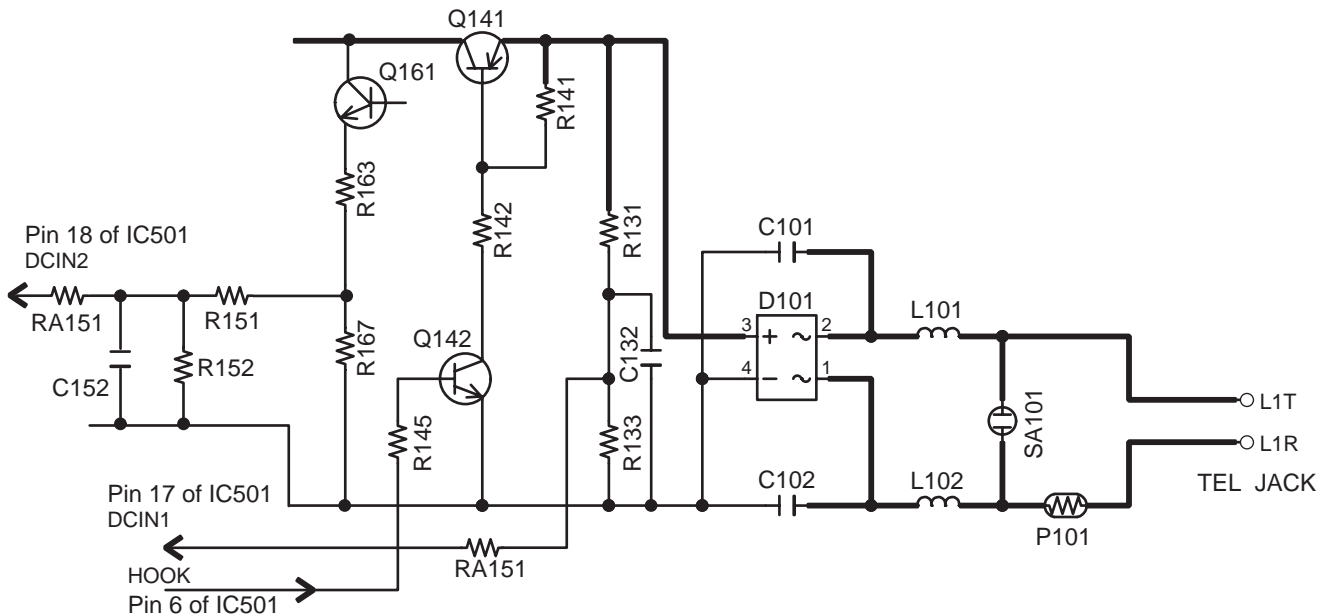 Q141
Q161
R141
R163
R142
R131
C101
Pin 18 of IC501
DCIN2
D101
L101
3
+
~
2
RA151
R151
R167
Q142
C132
4
−
~
1
C152
R152
SA101
L1T
R145
R133
L1R
C102
L102
TEL JACK
Pin 17 of IC501
DCIN1
P101
RA151
HOOK
Pin 6 of IC501